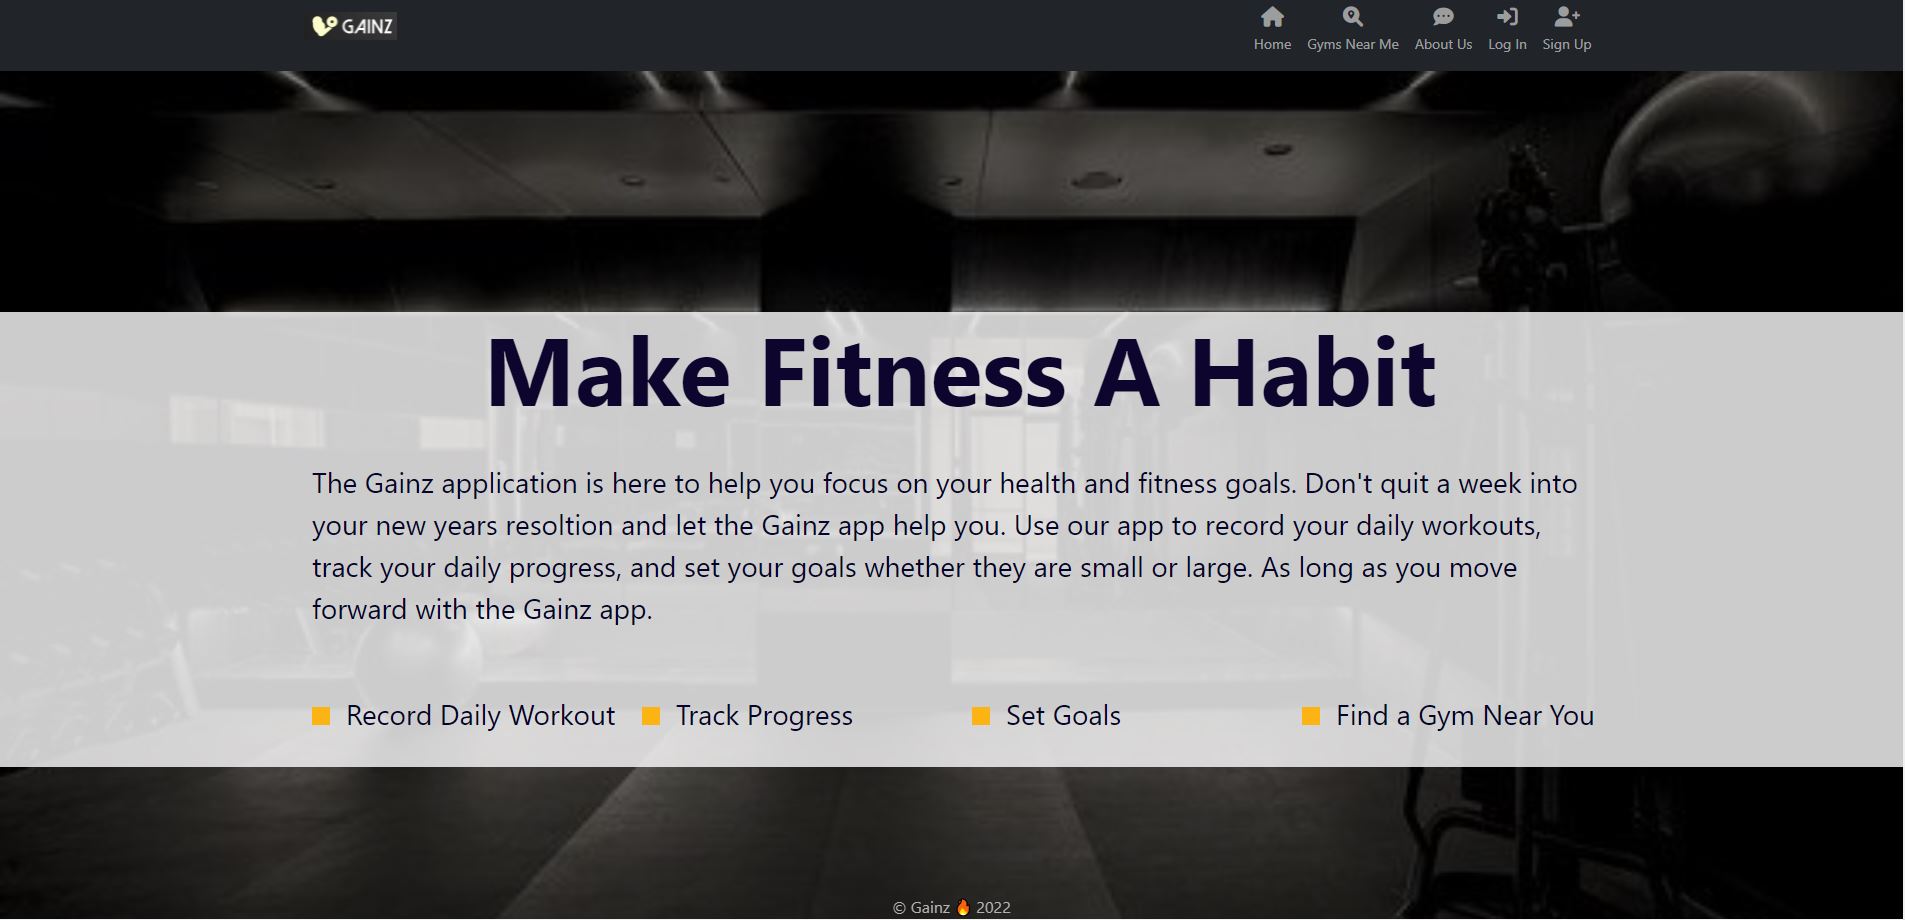 GAINZ
Home Gyms Near Me About Us Log In Sign Up
Make Fitness A Habit
The Gainz application is here to help you focus on your health and fitness goals. Don't quit a week into
your new years resoltion and let the Gainz app help you. Use our app to record your daily workouts,
track your daily progress, and set your goals whether they are small or large. As long as you move
forward with the Gainz app.
Record Daily Workout Track Progress Set Goals Find a Gym Near You
© Gainz 🔥 2022